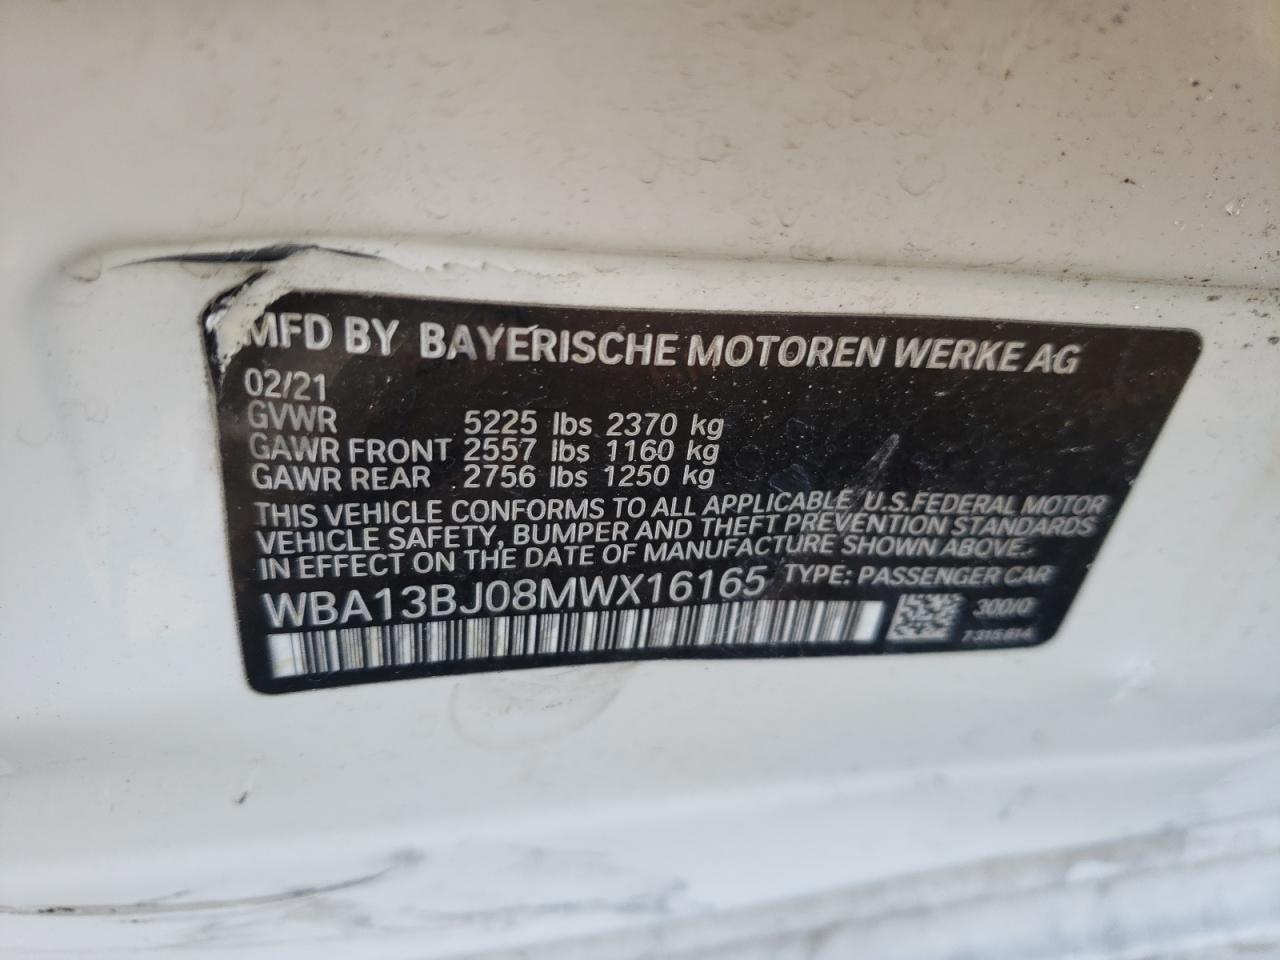 MFD BY BAYERISCHE MOTOREN WERKE AG
02/21
GVWR 5225 lbs 2370 kg
GAWR FRONT 2557 lbs 1160 kg
GAWR REAR 2756 lbs 1250 kg
THIS VEHICLE CONFORMS TO ALL APPLICABLE U.S.FEDERAL MOTOR
VEHICLE SAFETY, BUMPER AND THEFT PREVENTION STANDARDS
IN EFFECT ON THE DATE OF MANUFACTURE SHOWN ABOVE.
WBA13BJ08MWX16165 TYPE: PASSENGER CAR
300/0
7315614